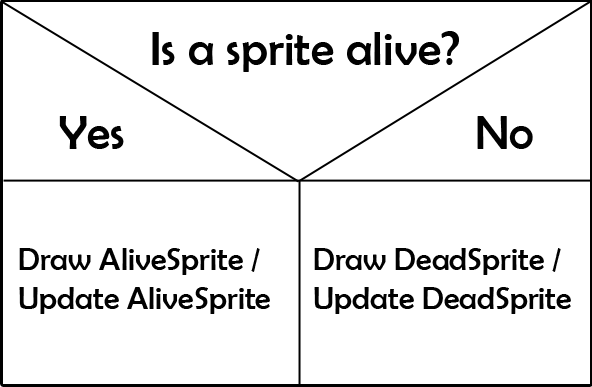 Is a sprite alive?
Yes
No
Draw AliveSprite /
Update AliveSprite
Draw DeadSprite /
Update DeadSprite